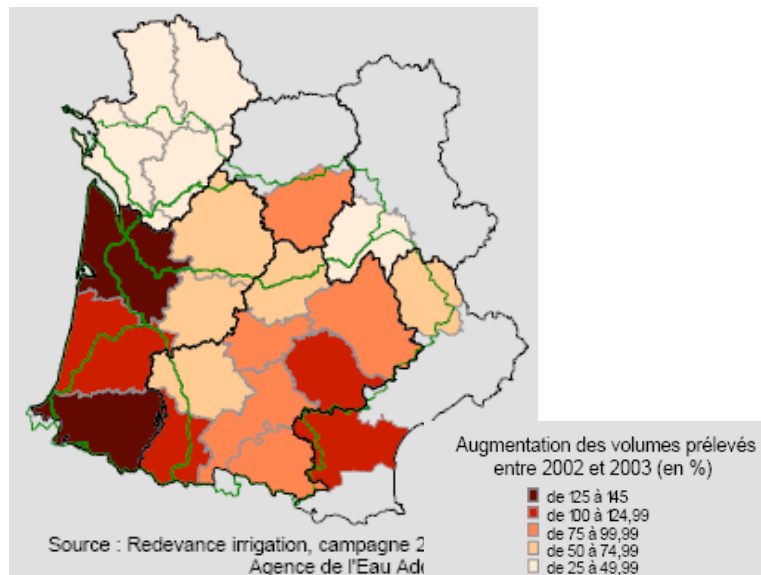 Augmentation des volumes prélevés
entre 2002 et 2003 (en %)
de 125 à 145
de 100 à 124,99
de 75 à 99,99
de 50 à 74,99
de 25 à 49,99
Source : Redevance irrigation, campagne
Agence de l'Eau